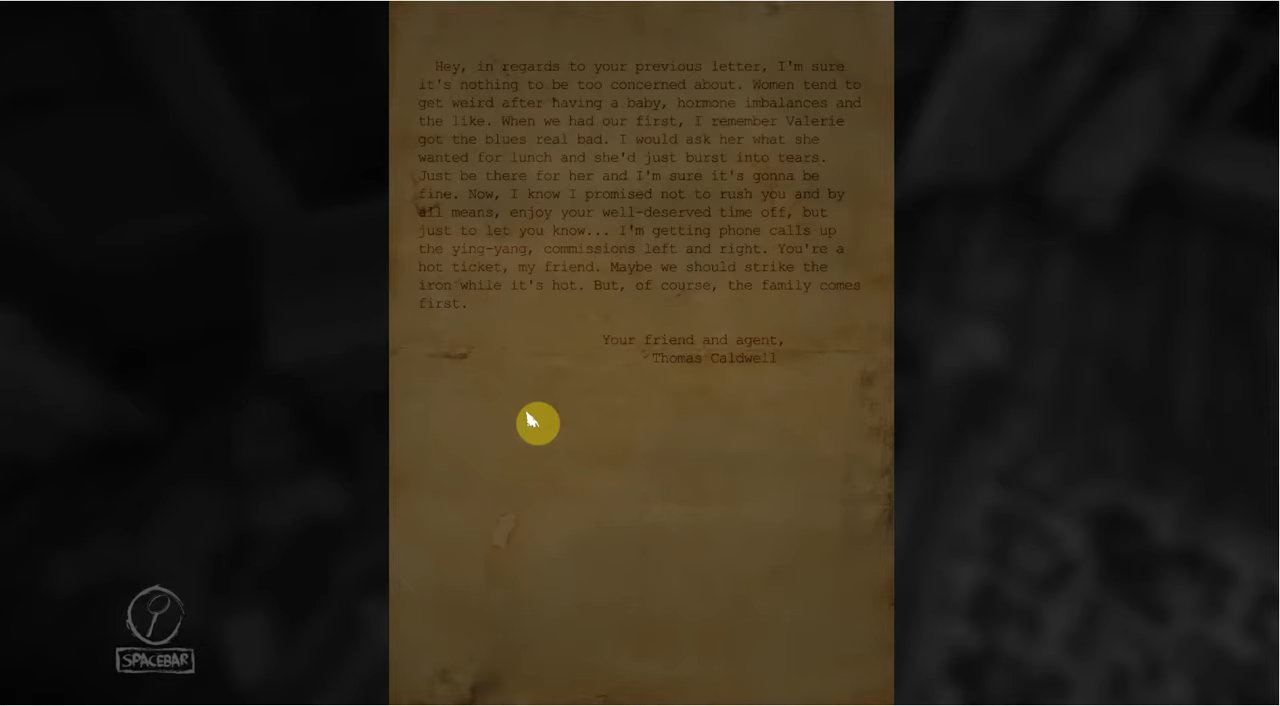 Hey, in regards to your previous letter, I'm sure
it's nothing to be too concerned about. Women tend to
get weird after having a baby, hormone imbalances and
the like. When we had our first, I remember Valerie
got the blues real bad. I would ask her what she
wanted for lunch and she'd just burst into tears.
Just be there for her and I'm sure it's gonna be
fine. Now, I know I promised not to rush you and by
all means, enjoy your well-deserved time off, but
just to let you know... I'm getting phone calls up
the ying-yang, commissions left and right. You're a
hot ticket, my friend. Maybe we should strike the
iron while it's hot. But, of course, the family comes
first.
Your friend and agent,
Thomas Caldwell
SPACEBAR